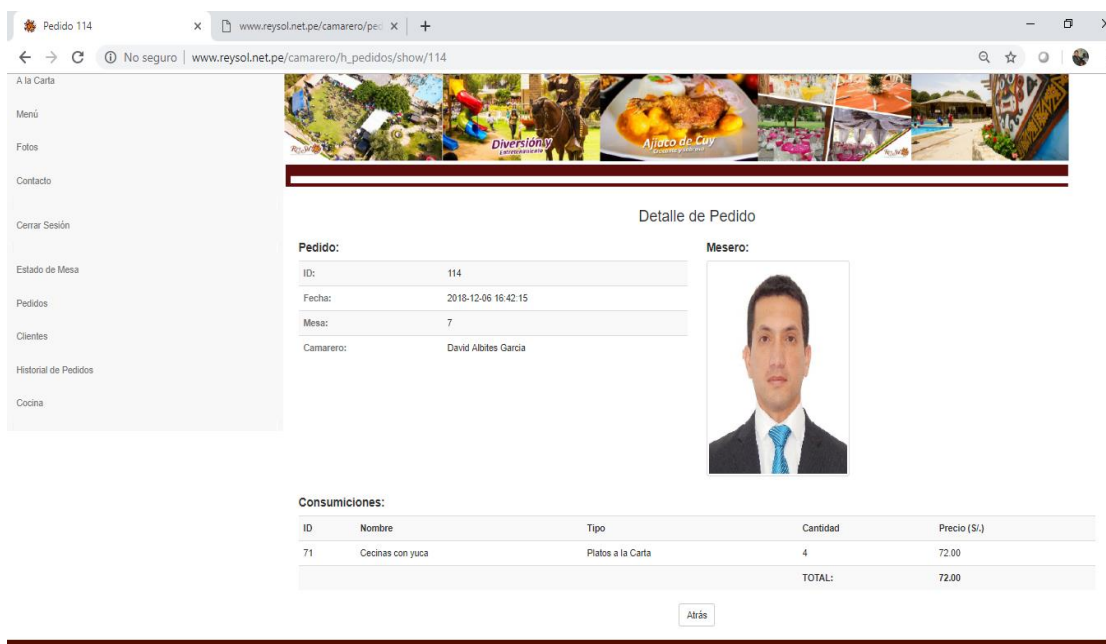 Pedido 114
www.reysol.net.pe/camarero/pe
No seguro | www.reysol.net.pe/camarero/h_pedidos/show/114
A la Carta
Menú
Fotos
Contacto
Cerrar Sesión
Estado de Mesa
Pedidos
Clientes
Historial de Pedidos
Cocina
Diversión y
Entretenimiento
Ajiaco de Cuy
Detalle de Pedido
Pedido:
ID: 114
Fecha: 2018-12-06 16:42:15
Mesa: 7
Camarero: David Albites Garcia
Mesero:
Consumiciones:
ID Nombre Tipo Cantidad Precio (S/.)
71 Cecinas con yuca Platos a la Carta 4 72.00
TOTAL: 72.00
Atrás